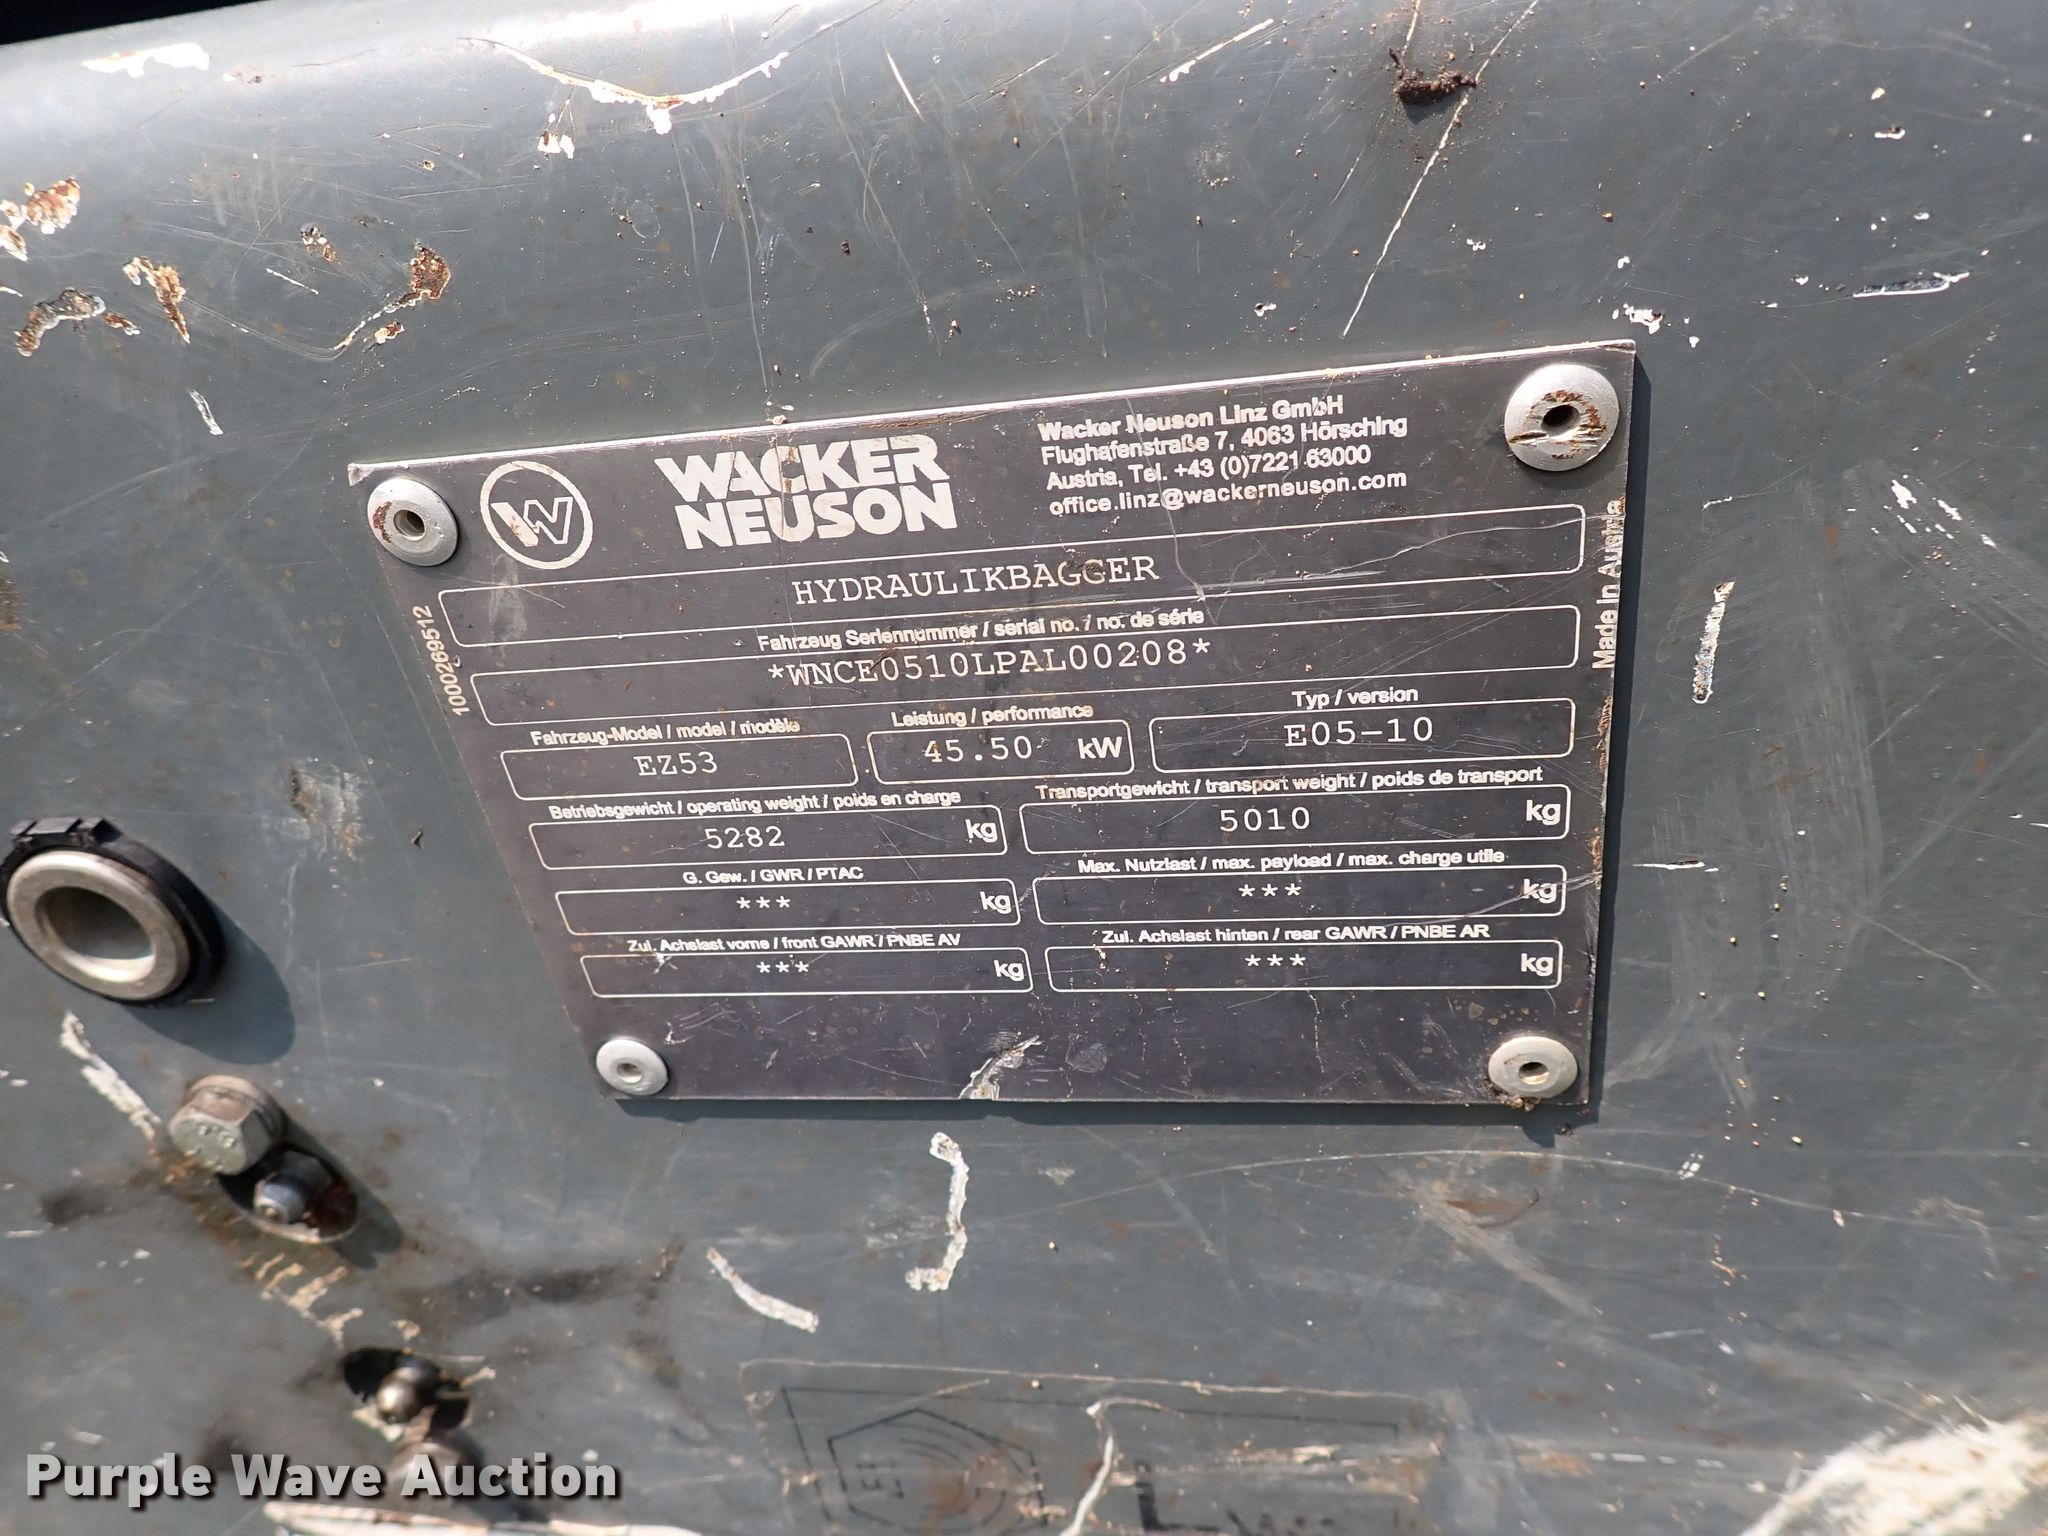 W
WACKER
NEUSON
Wacker Neuson Linz GmbH
Flughafenstraße 7, 4063 Hörsching
Austria, Tel. +43 (0)7221 63000
office.linz@wackerneuson.com
HYDRAULIKBAGGER
Fahrzeug Seriennummer / serial no. / no. de série
*WNCE0510LPAL00208*
Fahrzeug-Model / model / modèle
EZ53
Leistung / performance
45.50 kW
Typ / version
E05-10
Betriebsgewicht / operating weight / poids en charge
5282 kg
Transportgewicht / transport weight / poids de transport
5010 kg
G. Gew. / GWR / PTAC
*** kg
Max. Nutzlast / max. payload / max. charge utile
*** kg
Zul. Achslast vorne / front GAWR / PNBE AV
*** kg
Zul. Achslast hinten / rear GAWR / PNBE AR
*** kg
1000269512
Made in Austria
Purple Wave Auction